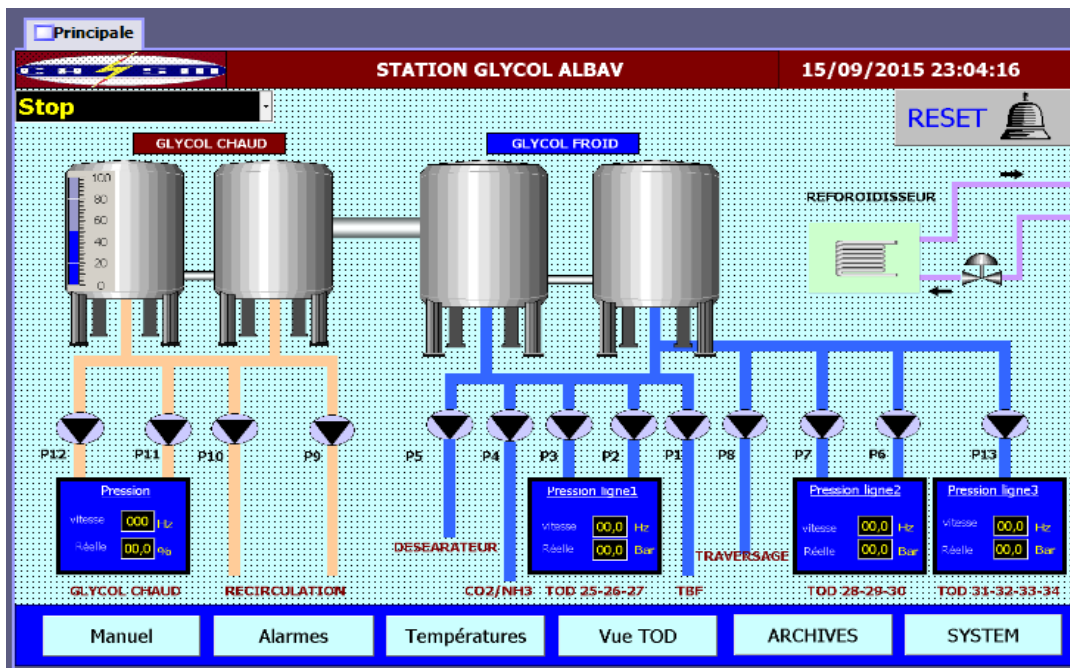 Principale
STATION GLYCOL ALBAV
15/09/2015 23:04:16
Stop
RESET
GLYCOL CHAUD
GLYCOL FROID
100
80
60
40
20
0
REFOROIDISSEUR
P12
P11
P10
P9
P5
P4
P3
P2
P1
P8
P7
P6
P13
Pression
vitesse 000 Hz
Réelle 00,0 %
Pression ligne1
vitesse 00,0 Hz
Réelle 00,0 Bar
Pression ligne2
vitesse 00,0 Hz
Réelle 00,0 Bar
Pression ligne3
vitesse 00,0 Hz
Réelle 00,0 Bar
DESEARATEUR
TRAVERSAGE
GLYCOL CHAUD
RECIRCULATION
CO2/NH3
TOD 25-26-27
TBF
TOD 28-29-30
TOD 31-32-33-34
Manuel
Alarmes
Températures
Vue TOD
ARCHIVES
SYSTEM